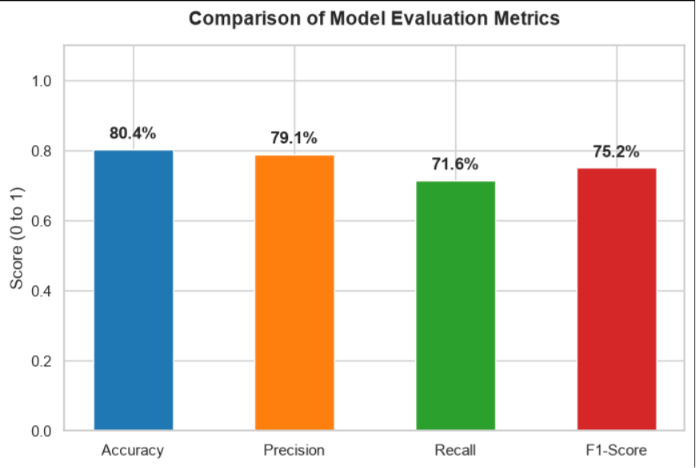 Comparison of Model Evaluation Metrics
1.0
0.8
0.6
0.4
0.2
0.0
Score (0 to 1)
80.4%
79.1%
71.6%
75.2%
Accuracy
Precision
Recall
F1-Score